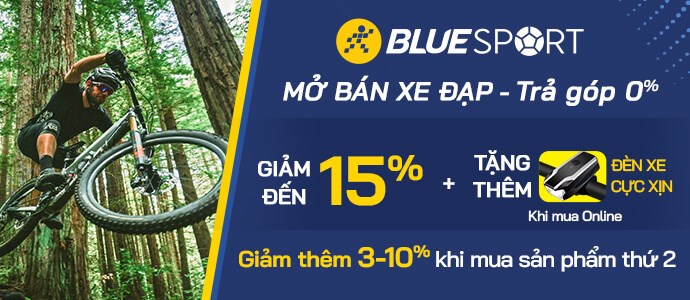 BLUESPORT
MỞ BÁN XE ĐẠP - Trả góp 0%
GIẢM ĐẾN 15% + TẶNG THÊM ĐÈN XE CỰC XỊN
Khi mua Online
Giảm thêm 3-10% khi mua sản phẩm thứ 2